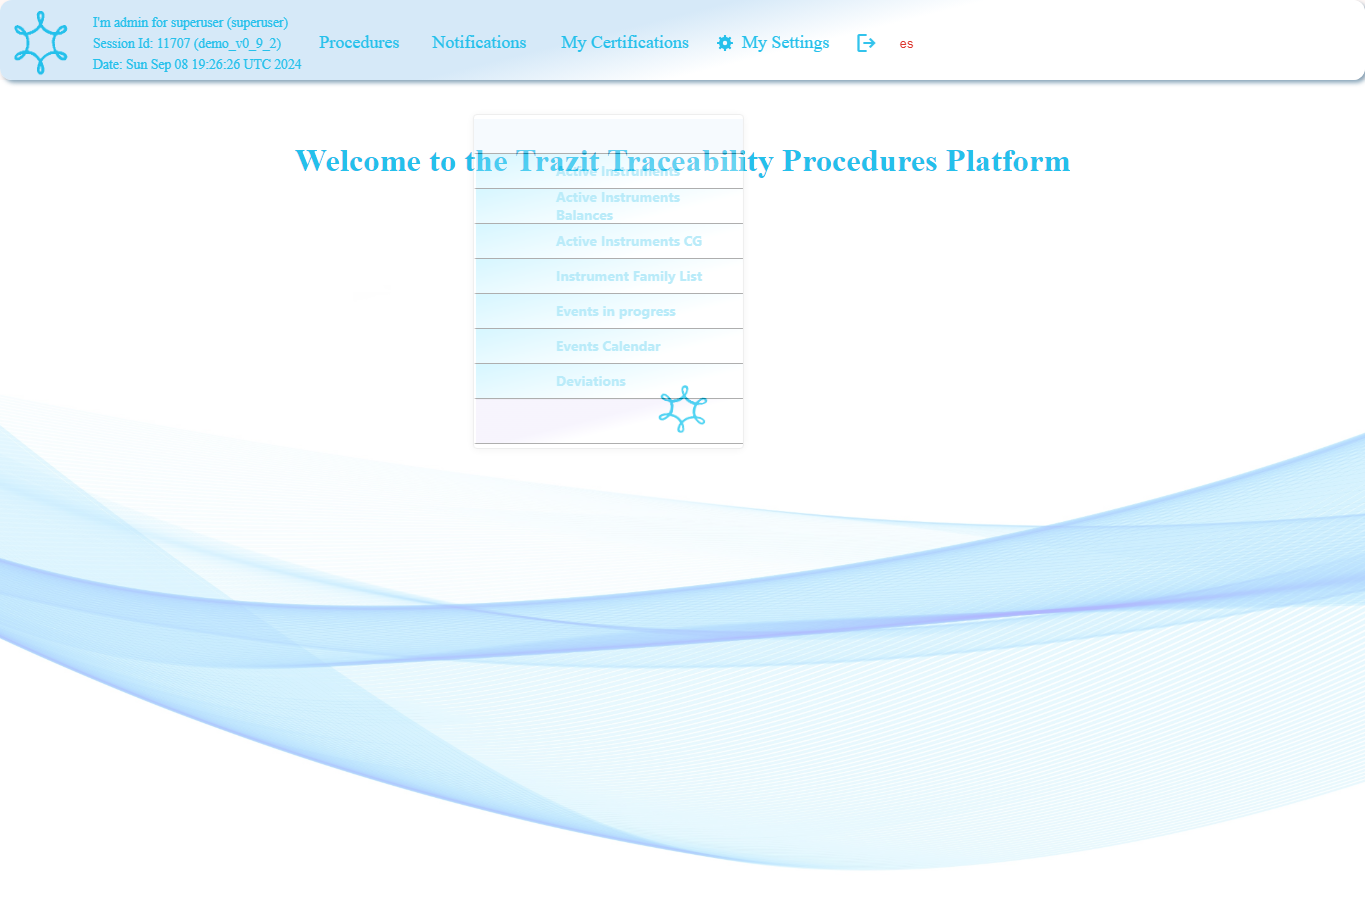 I'm admin for superuser (superuser)
Session Id: 11707 (demo_v0_9_2)
Date: Sun Sep 08 19:26:26 UTC 2024
Procedures
Notifications
My Certifications
My Settings
es
Welcome to the Trazit Traceability Procedures Platform
Active Instruments
Active Instruments
Balances
Active Instruments CG
Instrument Family List
Events in progress
Events Calendar
Deviations